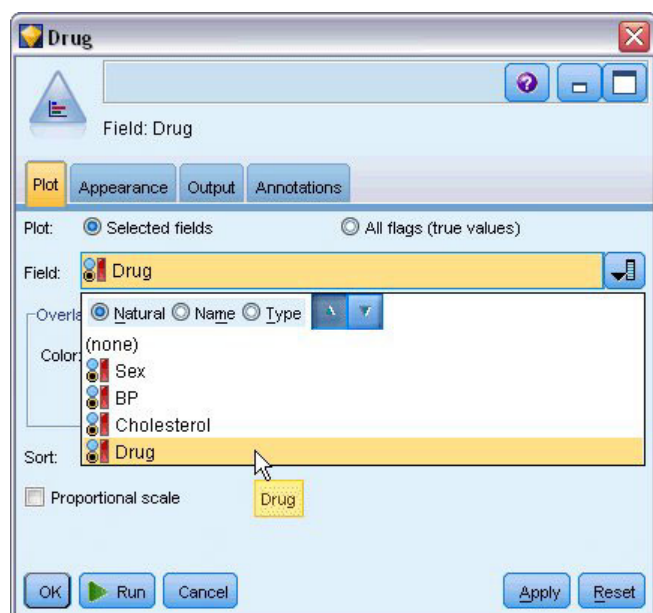 Drug
Field: Drug
Plot Appearance Output Annotations
Plot: Selected fields All flags (true values)
Field: Drug
Natural Name Type
(none)
Color:
Sex
BP
Cholesterol
Sort: Drug
Drug
Proportional scale
OK Run Cancel Apply Reset